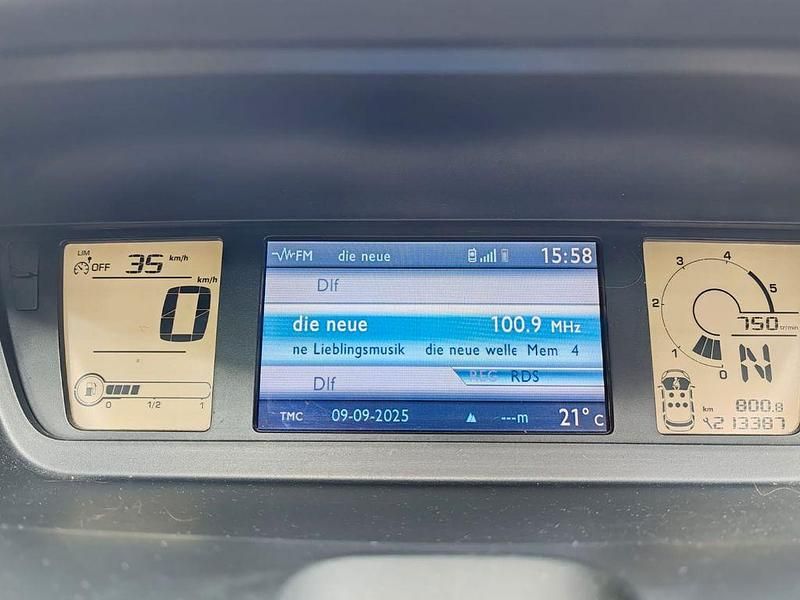 LIM
OFF 35 km/h
km/h
0
0 1/2 1
FM die neue 15:58
Dlf
die neue 100.9 MHz
ne Lieblingsmusik die neue welle Mem 4
Dlf REG RDS
TMC 09-09-2025 ---m 21° C
3 4
2 5
750 tr/min
1 0 N
km 800.8
213387